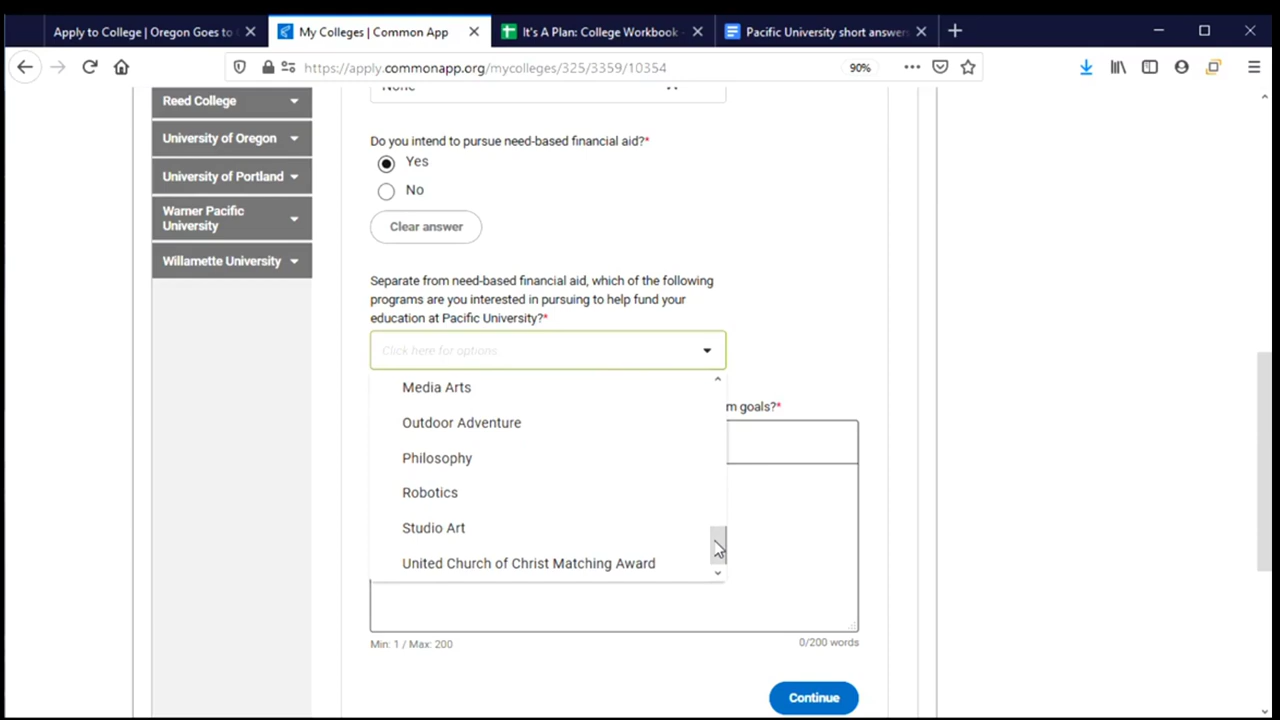 Apply to College | Oregon Goes to
My Colleges | Common App
It's A Plan: College Workbook -
Pacific University short answers
https://apply.commonapp.org/mycolleges/325/3359/10354
90%
Reed College
University of Oregon
University of Portland
Warner Pacific
University
Willamette University
None
Do you intend to pursue need-based financial aid?*
Yes
No
Clear answer
Separate from need-based financial aid, which of the following
programs are you interested in pursuing to help fund your
education at Pacific University?*
Click here for options
m goals?*
Media Arts
Outdoor Adventure
Philosophy
Robotics
Studio Art
United Church of Christ Matching Award
Min: 1 / Max: 200
0/200 words
Continue